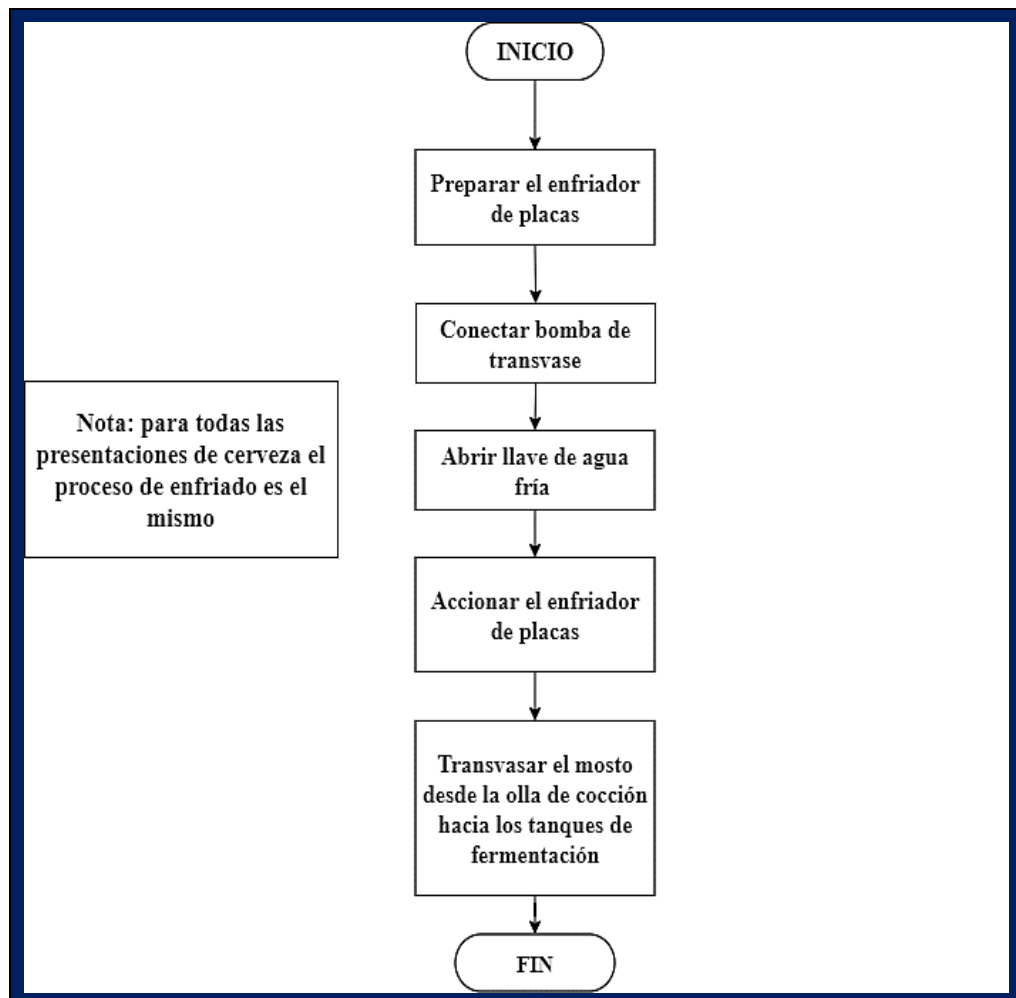 INICIO
Preparar el enfriador
de placas
Conectar bomba de
transvase
Nota: para todas las
presentaciones de cerveza el
proceso de enfriado es el
mismo
Abrir llave de agua
fría
Accionar el enfriador
de placas
Transvasar el mosto
desde la olla de cocción
hacia los tanques de
fermentación
FIN